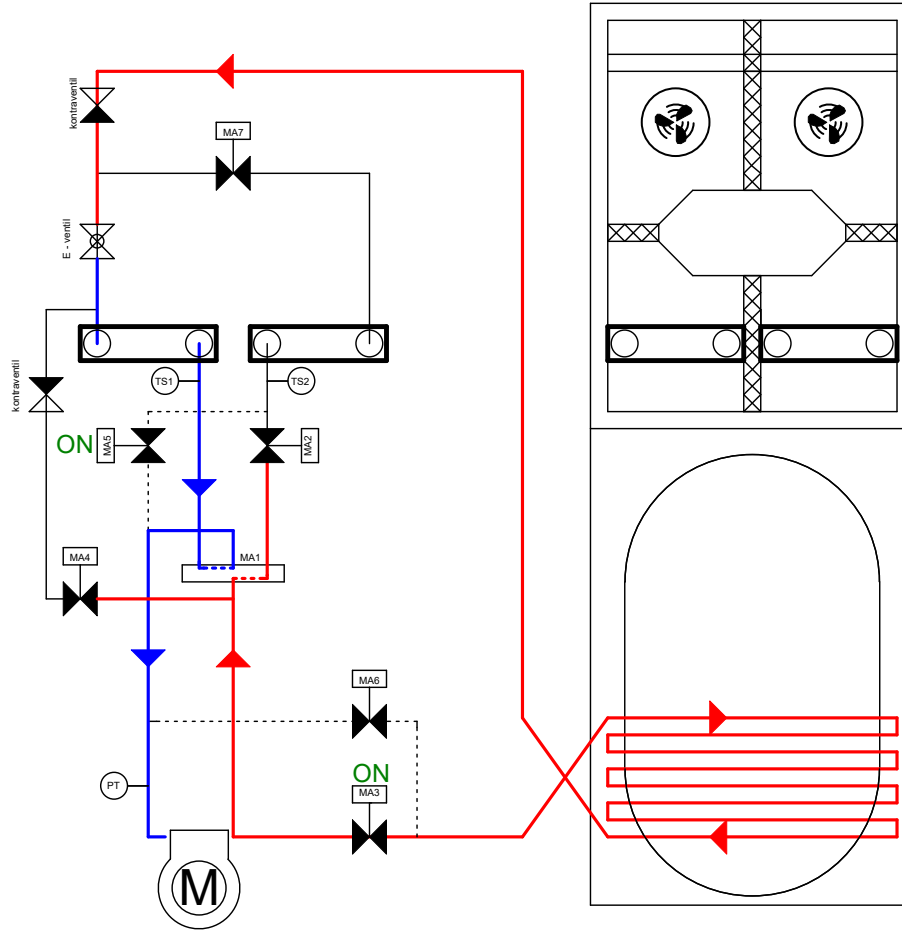 kontraventil
MA7
E - ventil
TS1
TS2
kontraventil
ON
MA5
MA2
MA1
MA4
MA6
ON
MA3
PT
M